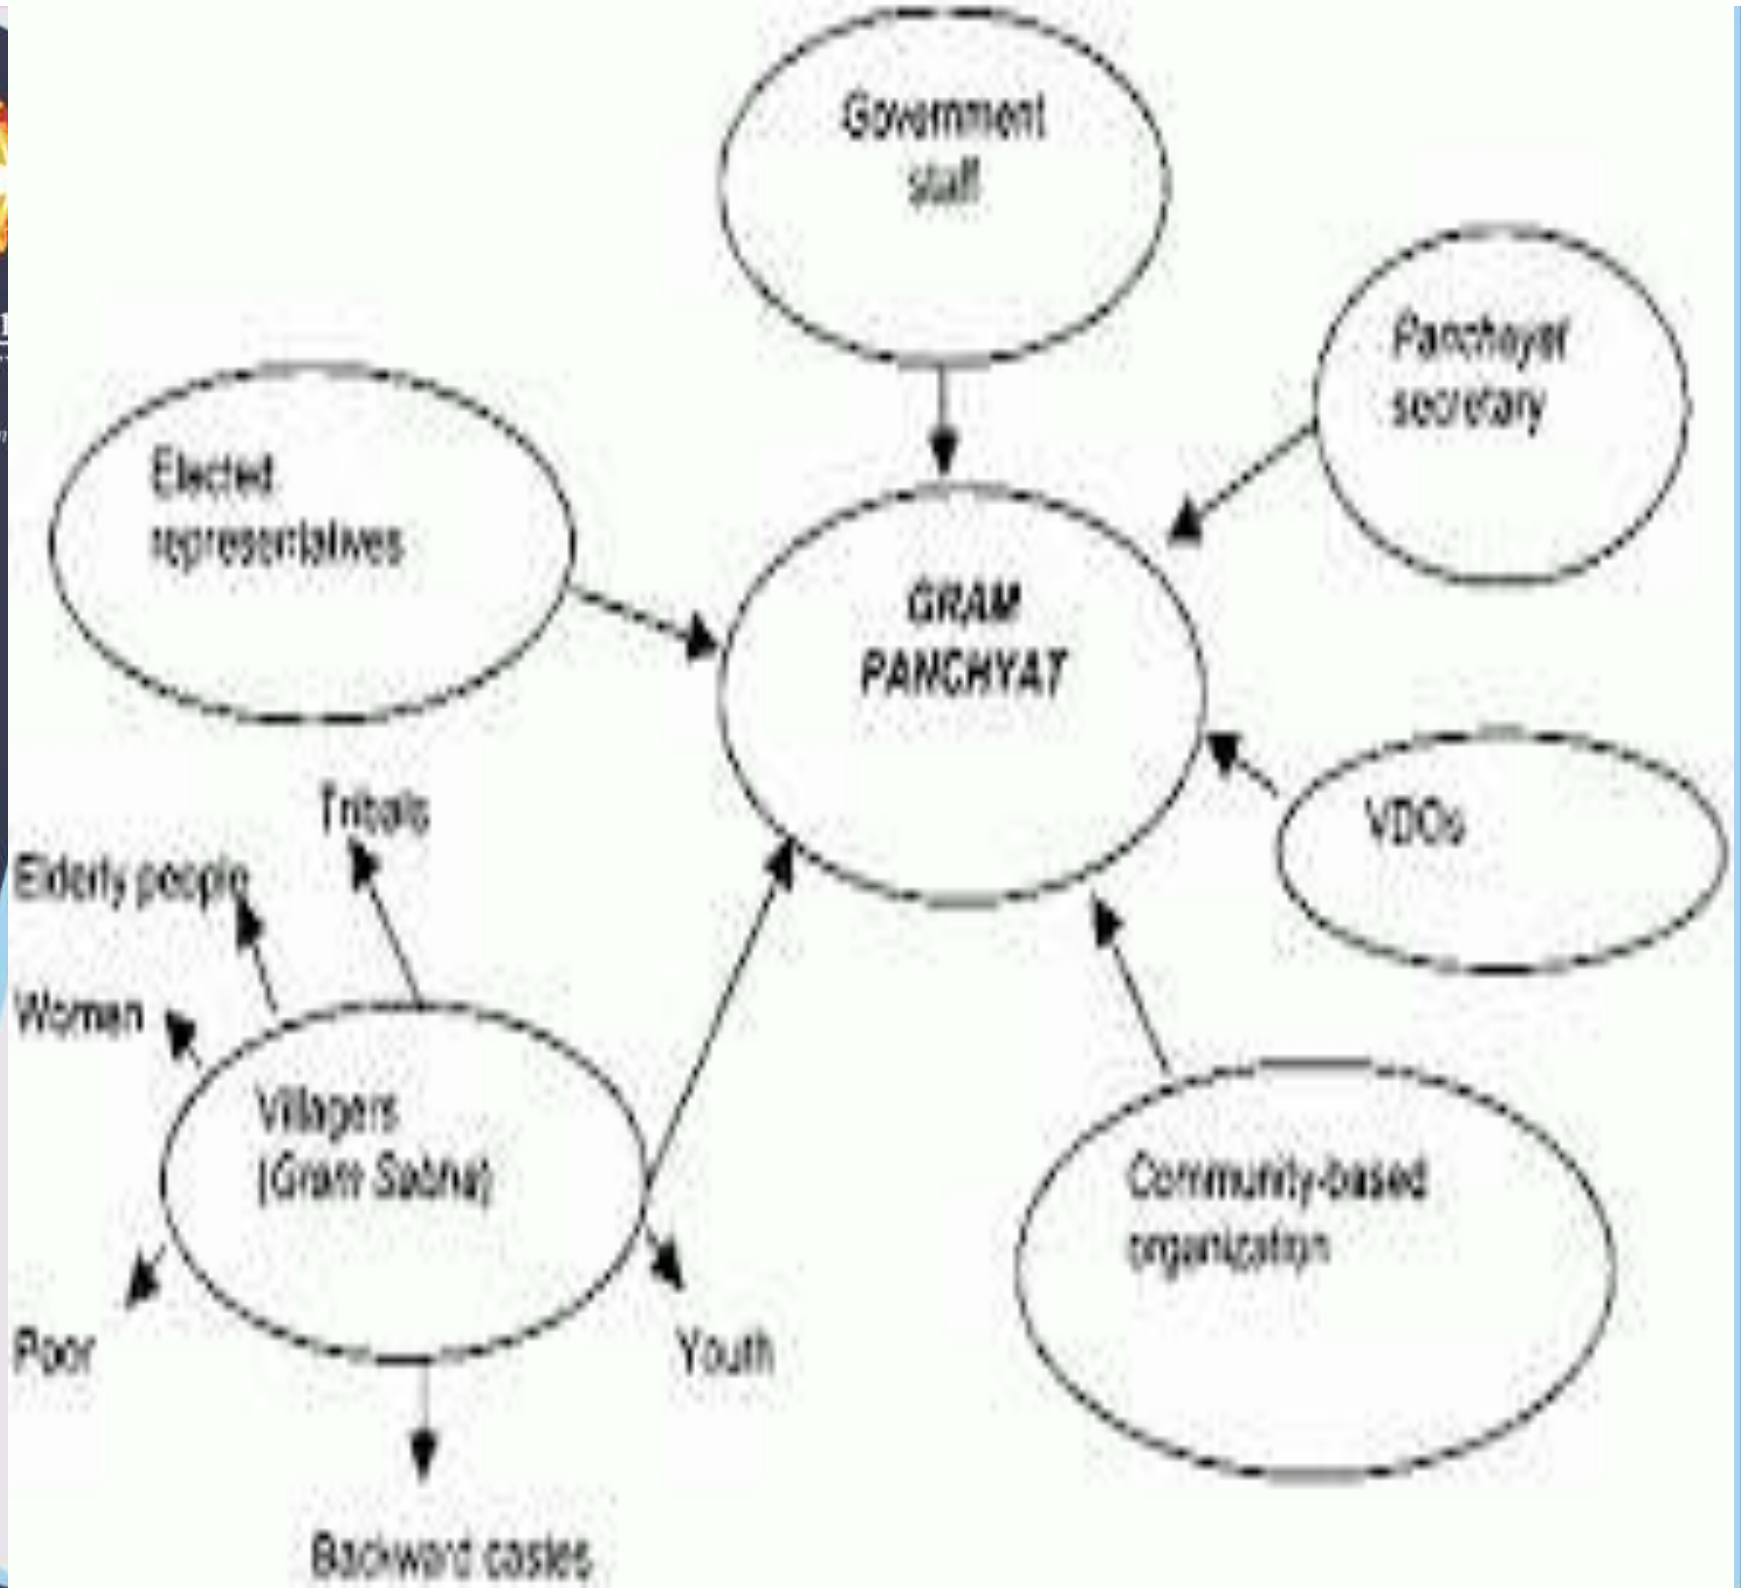 Government
staff
Panchayat
secretary
Elected
representatives
GRAM
PANCHYAT
VDOs
Tribals
Elderly people
Women
Villagers
(Gram Sabha)
Community-based
organization
Poor
Youth
Backward castes